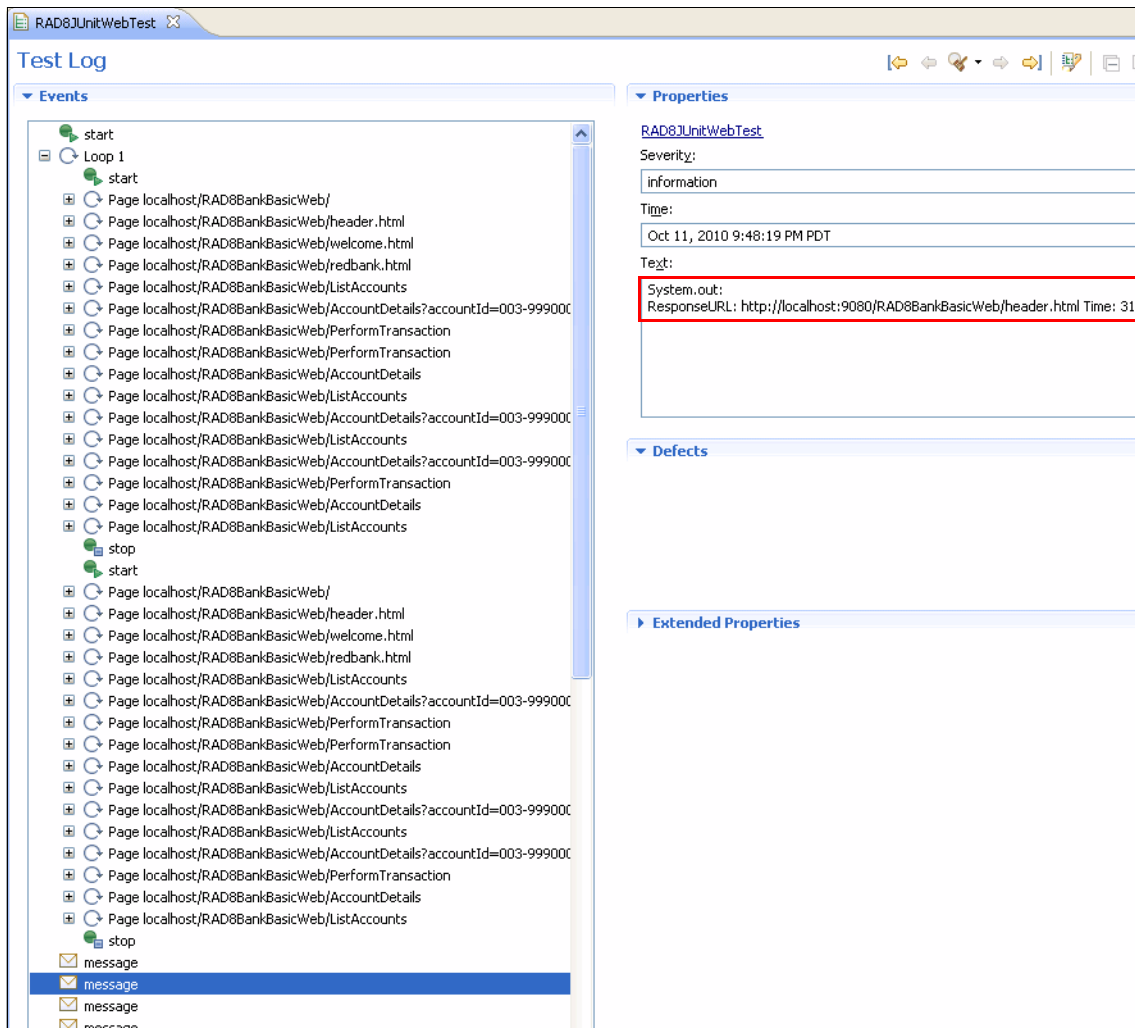 RAD8JUnitWebTest
Test Log
Events
start
Loop 1
start
Page localhost/RAD8BankBasicWeb/
Page localhost/RAD8BankBasicWeb/header.html
Page localhost/RAD8BankBasicWeb/welcome.html
Page localhost/RAD8BankBasicWeb/redbank.html
Page localhost/RAD8BankBasicWeb/ListAccounts
Page localhost/RAD8BankBasicWeb/AccountDetails?accountId=003-999000
Page localhost/RAD8BankBasicWeb/PerformTransaction
Page localhost/RAD8BankBasicWeb/PerformTransaction
Page localhost/RAD8BankBasicWeb/AccountDetails
Page localhost/RAD8BankBasicWeb/ListAccounts
Page localhost/RAD8BankBasicWeb/AccountDetails?accountId=003-999000
Page localhost/RAD8BankBasicWeb/ListAccounts
Page localhost/RAD8BankBasicWeb/AccountDetails?accountId=003-999000
Page localhost/RAD8BankBasicWeb/PerformTransaction
Page localhost/RAD8BankBasicWeb/AccountDetails
Page localhost/RAD8BankBasicWeb/ListAccounts
stop
start
Page localhost/RAD8BankBasicWeb/
Page localhost/RAD8BankBasicWeb/header.html
Page localhost/RAD8BankBasicWeb/welcome.html
Page localhost/RAD8BankBasicWeb/redbank.html
Page localhost/RAD8BankBasicWeb/ListAccounts
Page localhost/RAD8BankBasicWeb/AccountDetails?accountId=003-999000
Page localhost/RAD8BankBasicWeb/PerformTransaction
Page localhost/RAD8BankBasicWeb/PerformTransaction
Page localhost/RAD8BankBasicWeb/AccountDetails
Page localhost/RAD8BankBasicWeb/ListAccounts
Page localhost/RAD8BankBasicWeb/AccountDetails?accountId=003-999000
Page localhost/RAD8BankBasicWeb/ListAccounts
Page localhost/RAD8BankBasicWeb/AccountDetails?accountId=003-999000
Page localhost/RAD8BankBasicWeb/PerformTransaction
Page localhost/RAD8BankBasicWeb/AccountDetails
Page localhost/RAD8BankBasicWeb/ListAccounts
stop
message
message
message
message
Properties
RAD8JUnitWebTest
Severity:
information
Time:
Oct 11, 2010 9:48:19 PM PDT
Text:
System.out:
ResponseURL: http://localhost:9080/RAD8BankBasicWeb/header.html Time: 31
Defects
Extended Properties